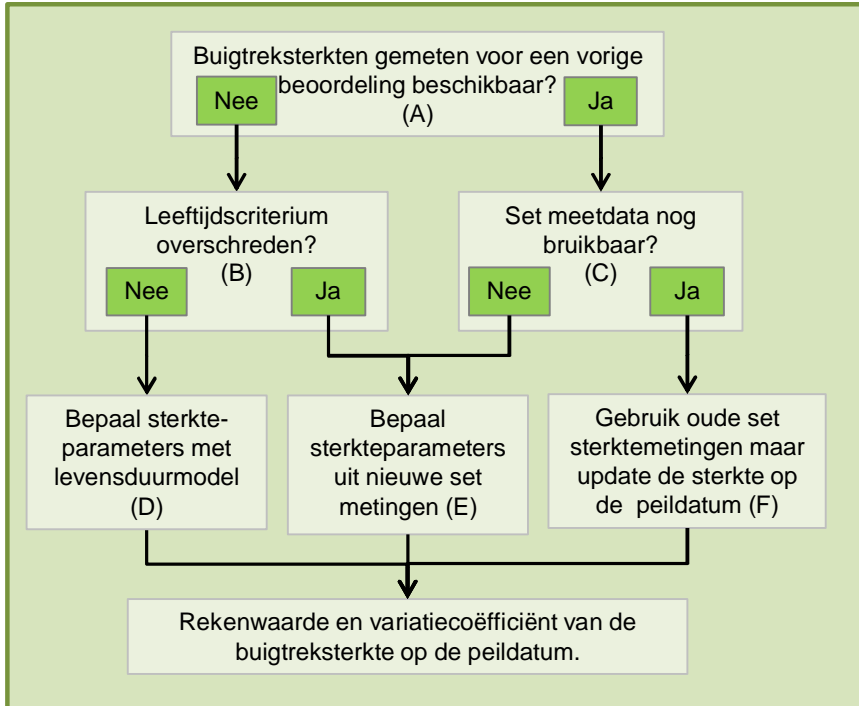 Buigtreksterkten gemeten voor een vorige
beoordeling beschikbaar?
(A)
Nee
Ja
Leeftijdscriterium
overschreden?
(B)
Nee
Ja
Set meetdata nog
bruikbaar?
(C)
Nee
Ja
Bepaal sterkte-
parameters met
levensduurmodel
(D)
Bepaal
sterkteparameters
uit nieuwe set
metingen (E)
Gebruik oude set
sterktemetingen maar
update de sterkte op
de peildatum (F)
Rekenwaarde en variatiecoëfficiënt van de
buigtreksterkte op de peildatum.